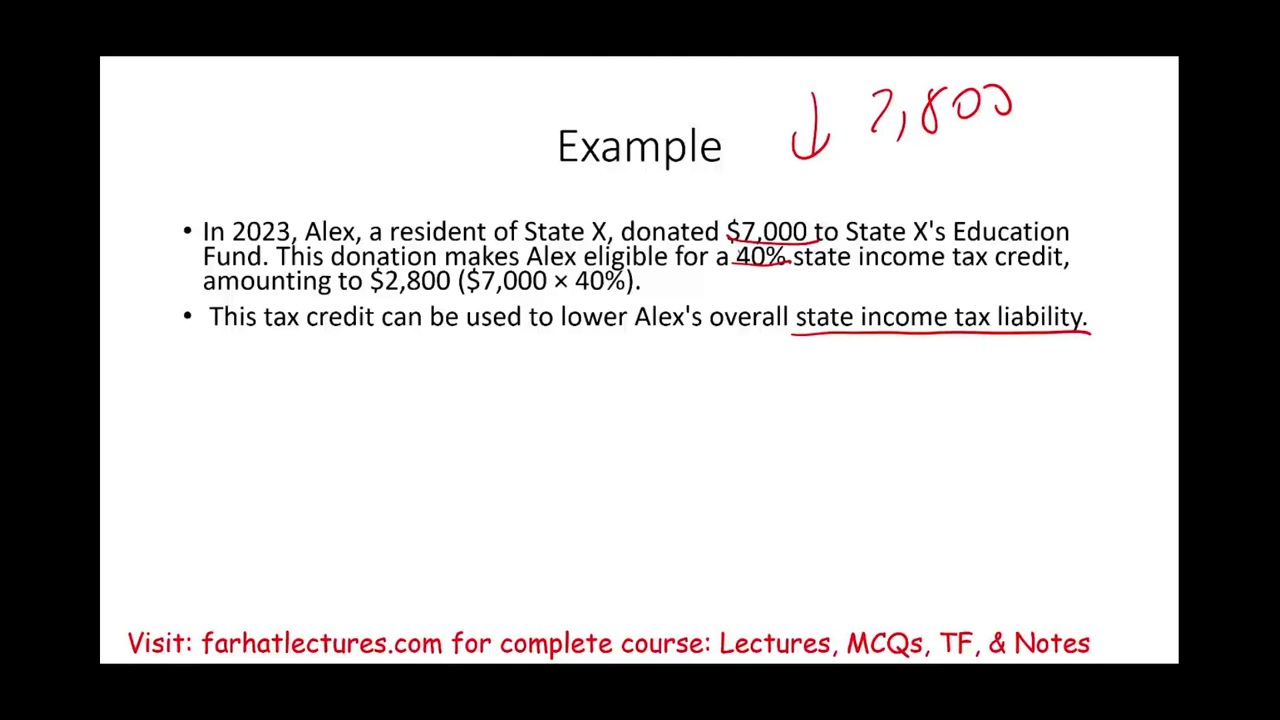 2,800
Example
• In 2023, Alex, a resident of State X, donated $7,000 to State X's Education
Fund. This donation makes Alex eligible for a 40% state income tax credit,
amounting to $2,800 ($7,000 × 40%).
• This tax credit can be used to lower Alex's overall state income tax liability.
Visit: farhatlectures.com for complete course: Lectures, MCQs, TF, & Notes